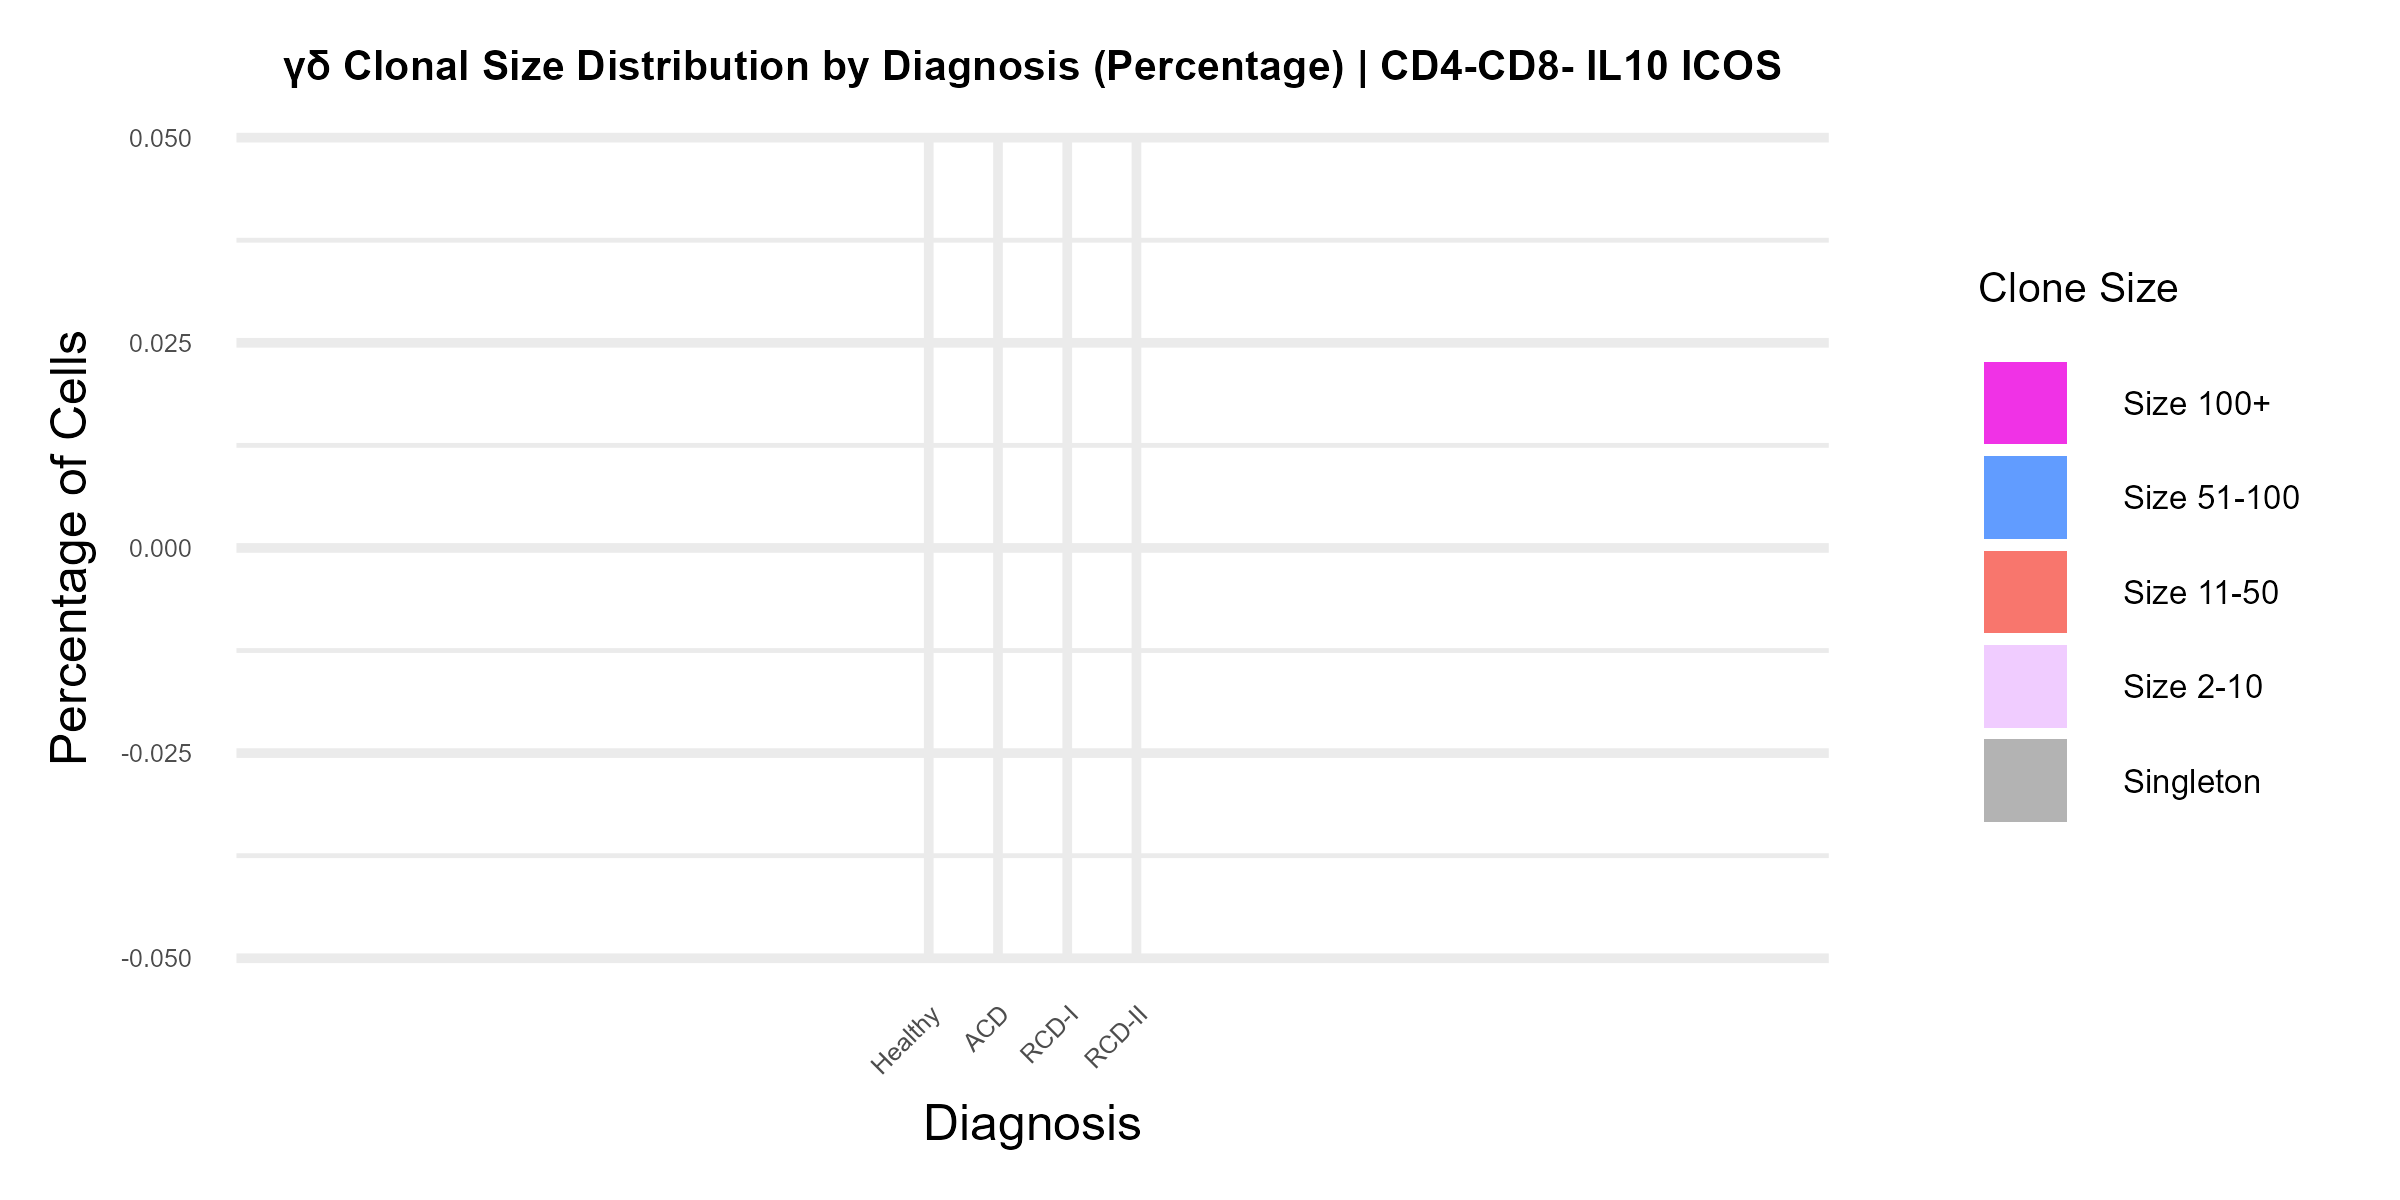 γδ Clonal Size Distribution by Diagnosis (Percentage) | CD4-CD8- IL10 ICOS
Percentage of Cells
0.050
0.025
0.000
-0.025
-0.050
Healthy
ACD
RCD-I
RCD-II
Diagnosis
Clone Size
Size 100+
Size 51-100
Size 11-50
Size 2-10
Singleton